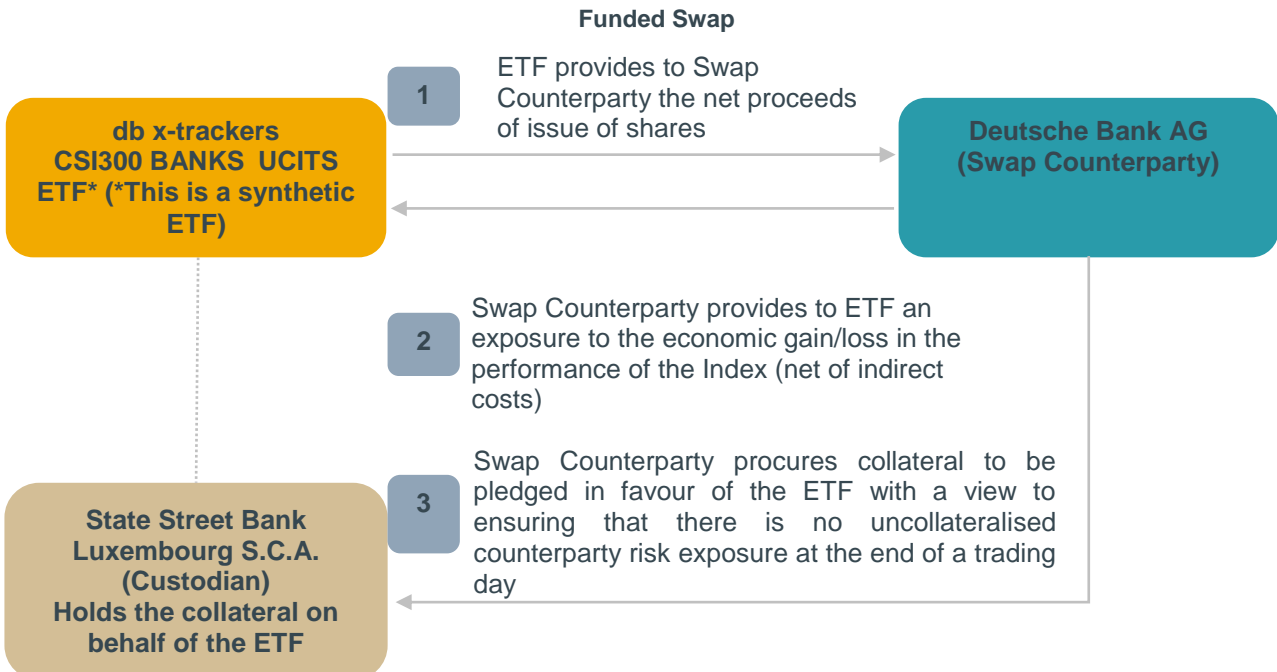 Funded Swap
1
ETF provides to Swap
Counterparty the net proceeds
of issue of shares
db x-trackers
CSI300 BANKS UCITS
ETF* (*This is a synthetic
ETF)
Deutsche Bank AG
(Swap Counterparty)
2
Swap Counterparty provides to ETF an
exposure to the economic gain/loss in the
performance of the Index (net of indirect
costs)
3
Swap Counterparty procures collateral to be
pledged in favour of the ETF with a view to
ensuring that there is no uncollateralised
counterparty risk exposure at the end of a trading
day
State Street Bank
Luxembourg S.C.A.
(Custodian)
Holds the collateral on
behalf of the ETF